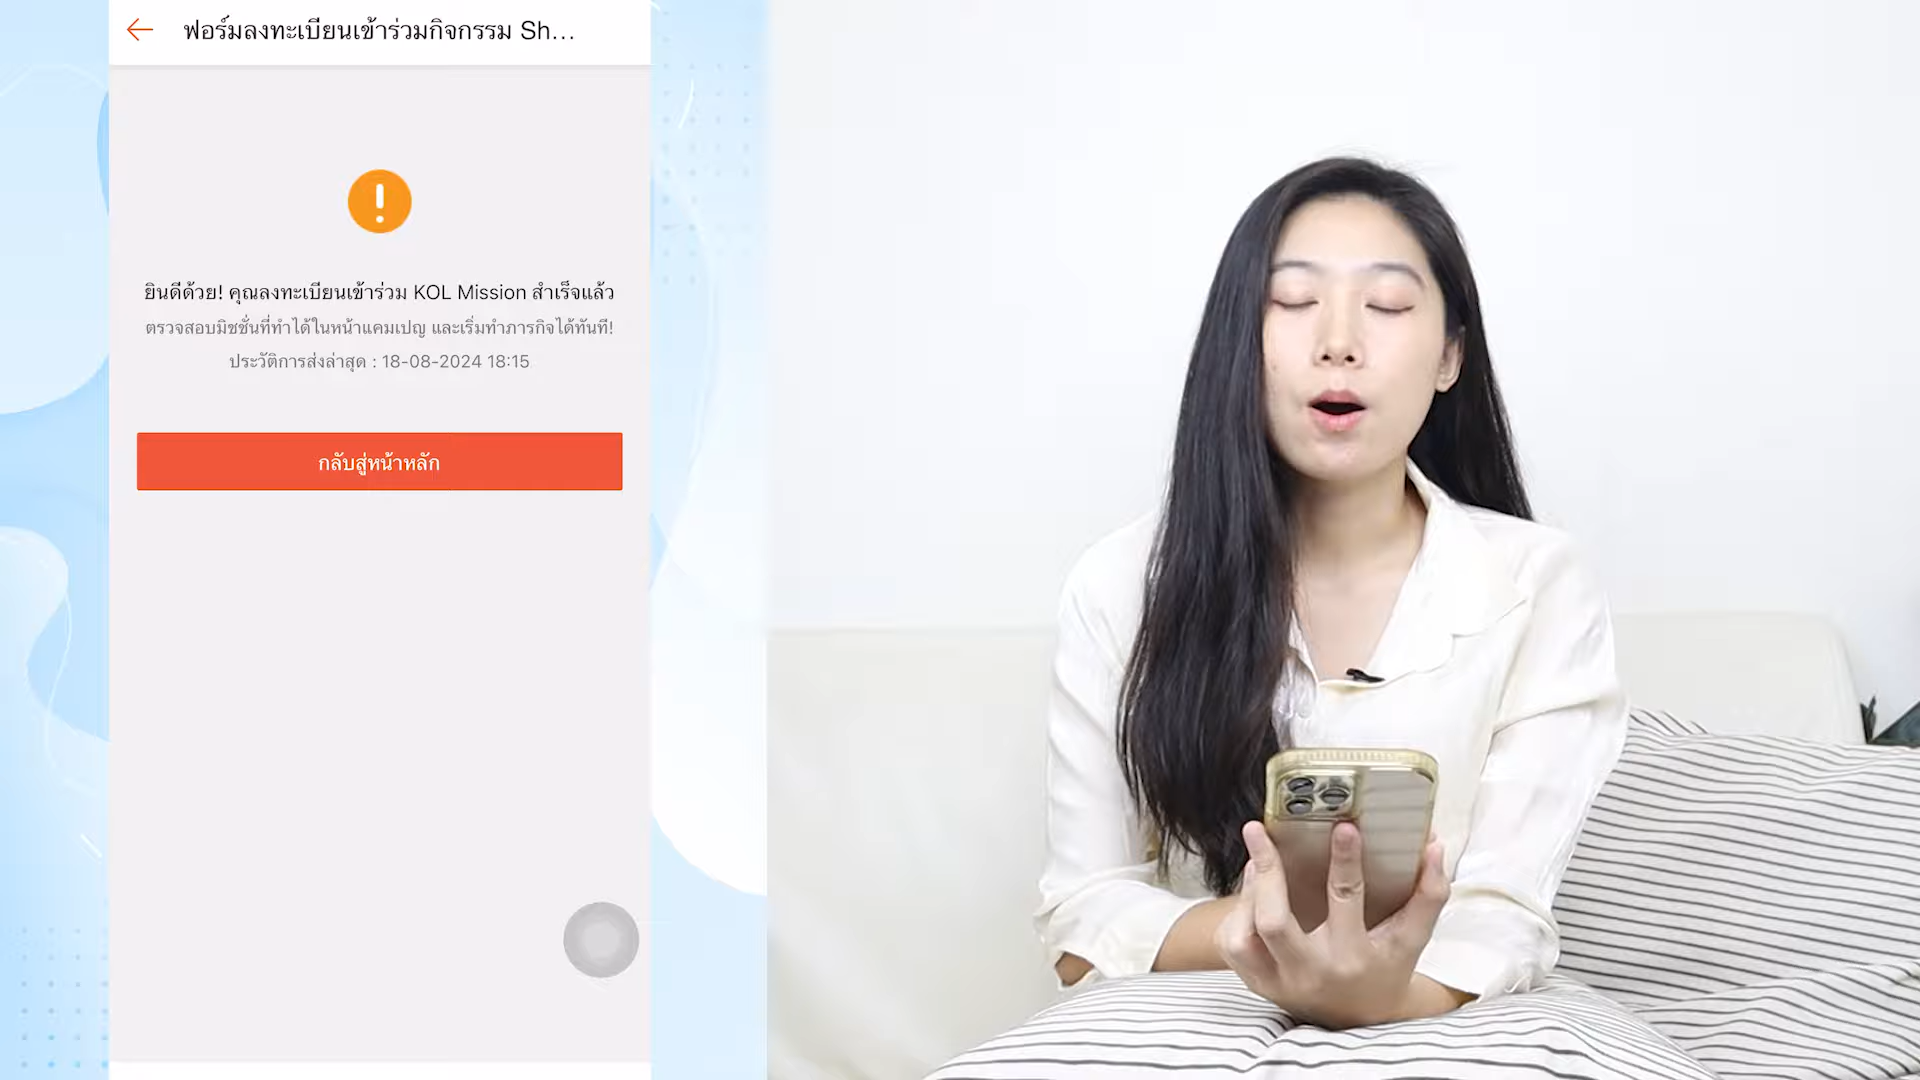 ฟอร์มลงทะเบียนเข้าร่วมกิจกรรม Sh...
ยินดีด้วย! คุณลงทะเบียนเข้าร่วม KOL Mission สำเร็จแล้ว
ตรวจสอบมิชชั่นที่ทำได้ในหน้าแคมเปญ และเริ่มทำภารกิจได้ทันที!
ประวัติการส่งล่าสุด : 18-08-2024 18:15
กลับสู่หน้าหลัก